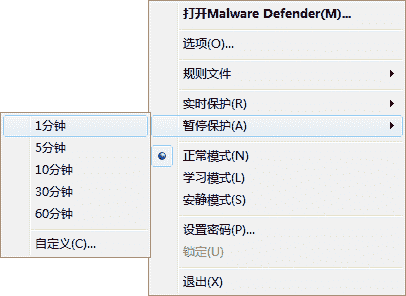 打开Malware Defender(M)...
选项(O)...
规则文件
实时保护(R)
暂停保护(A)
1分钟
5分钟
10分钟
30分钟
60分钟
自定义(C)...
正常模式(N)
学习模式(L)
安静模式(S)
设置密码(P)...
锁定(U)
退出(X)